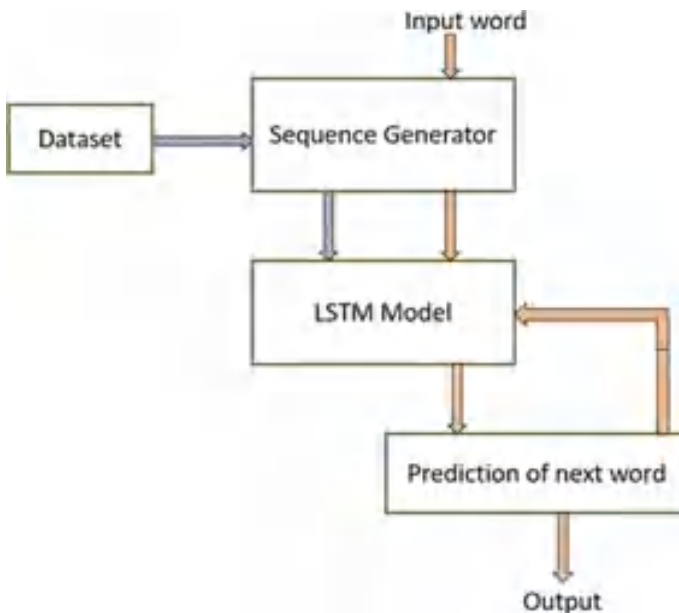 Input word
Dataset
Sequence Generator
LSTM Model
Prediction of next word
Output